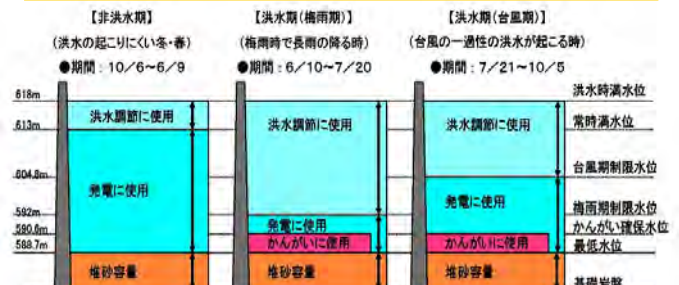 【非洪水期】
(洪水の起こりにくい冬・春)
●期間：10/6～6/9
【洪水期(梅雨期)】
(梅雨時で長雨の降る時)
●期間：6/10～7/20
【洪水期(台風期)】
(台風の一過性の洪水が起こる時)
●期間：7/21～10/5
618m
613m
604.8m
592m
590.6m
588.7m
洪水調節に使用
発電に使用
堆砂容量
洪水調節に使用
発電に使用
かんがいに使用
堆砂容量
洪水調節に使用
発電に使用
かんがいに使用
堆砂容量
洪水時満水位
常時満水位
台風期制限水位
梅雨期制限水位
かんがい確保水位
最低水位
基礎岩盤